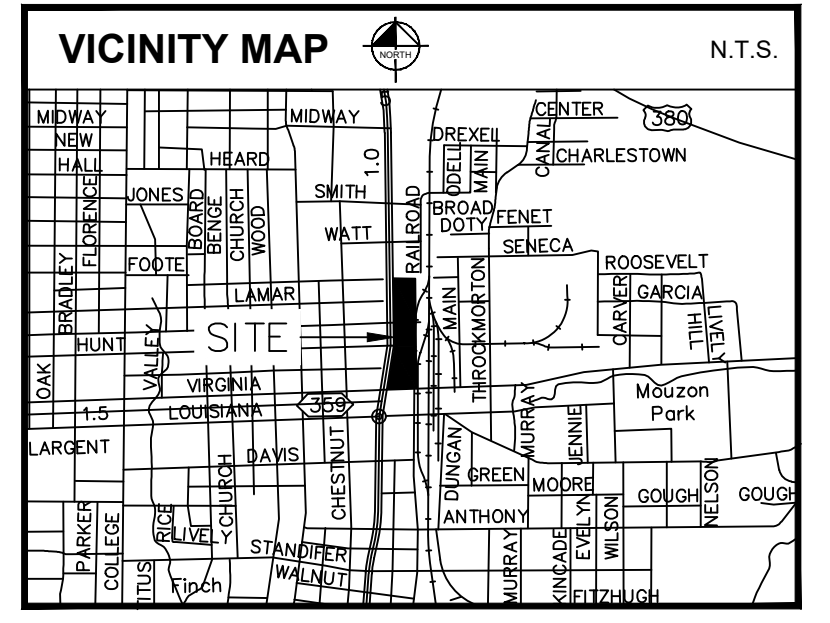 VICINITY MAP
NORTH
N.T.S.
MIDWAY
MIDWAY
CENTER
380
NEW
DREXEL
CANAL
HALL
HEARD
1.0
ODELL
MAIN
CHARLESTOWN
FLORENCE
JONES
BOARD
BENGE
CHURCH
WOOD
SMITH
RAILROAD
BROAD
DOTY
FENET
WATT
SENECA
FOOTE
ROOSEVELT
BRADLEY
LAMAR
MAIN
THROCKMORTON
CARVER
GARCIA
HILL
LIVELY
HUNT
VALLEY
SITE
OAK
VIRGINIA
Mouzon
Park
1.5
LOUISIANA
359
MURRAY
JENNIE
LARGENT
DAVIS
CHESTNUT
DUNGAN
GREEN
MOORE
GOUGH
NELSON
GOUGH
CHURCH
ANTHONY
EVELYN
WILSON
PARKER
COLLEGE
RICE
LIVELY
STANDIFER
WALNUT
MURRAY
KINCADE
TITUS
Finch
FITZHUGH